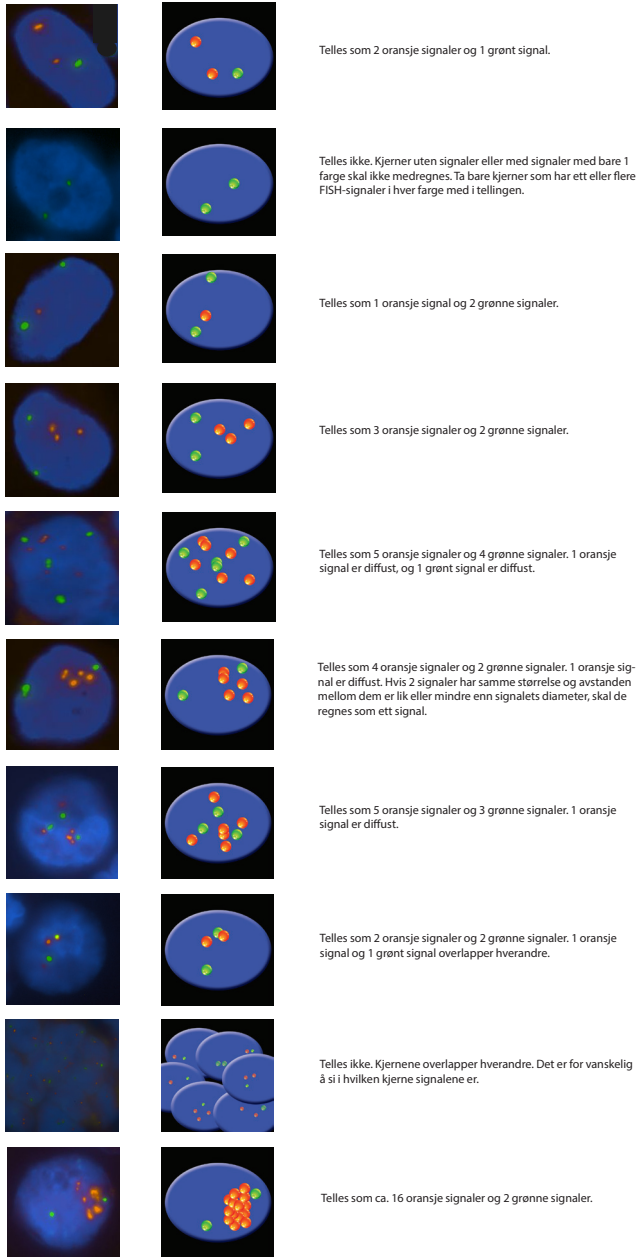 Telles som 2 oransje signaler og 1 grønt signal.
Telles ikke. Kjerner uten signaler eller med signaler med bare 1
farge skal ikke medregnes. Ta bare kjerner som har ett eller flere
FISH-signaler i hver farge med i tellingen.
Telles som 1 oransje signal og 2 grønne signaler.
Telles som 3 oransje signaler og 2 grønne signaler.
Telles som 5 oransje signaler og 4 grønne signaler. 1 oransje
signal er diffust, og 1 grønt signal er diffust.
Telles som 4 oransje signaler og 2 grønne signaler. 1 oransje sig-
nal er diffust. Hvis 2 signaler har samme størrelse og avstanden
mellom dem er lik eller mindre enn signalets diameter, skal de
regnes som ett signal.
Telles som 5 oransje signaler og 3 grønne signaler. 1 oransje
signal er diffust.
Telles som 2 oransje signaler og 2 grønne signaler. 1 oransje
signal og 1 grønt signal overlapper hverandre.
Telles ikke. Kjernene overlapper hverandre. Det er for vanskelig
å si i hvilken kjerne signalene er.
Telles som ca. 16 oransje signaler og 2 grønne signaler.